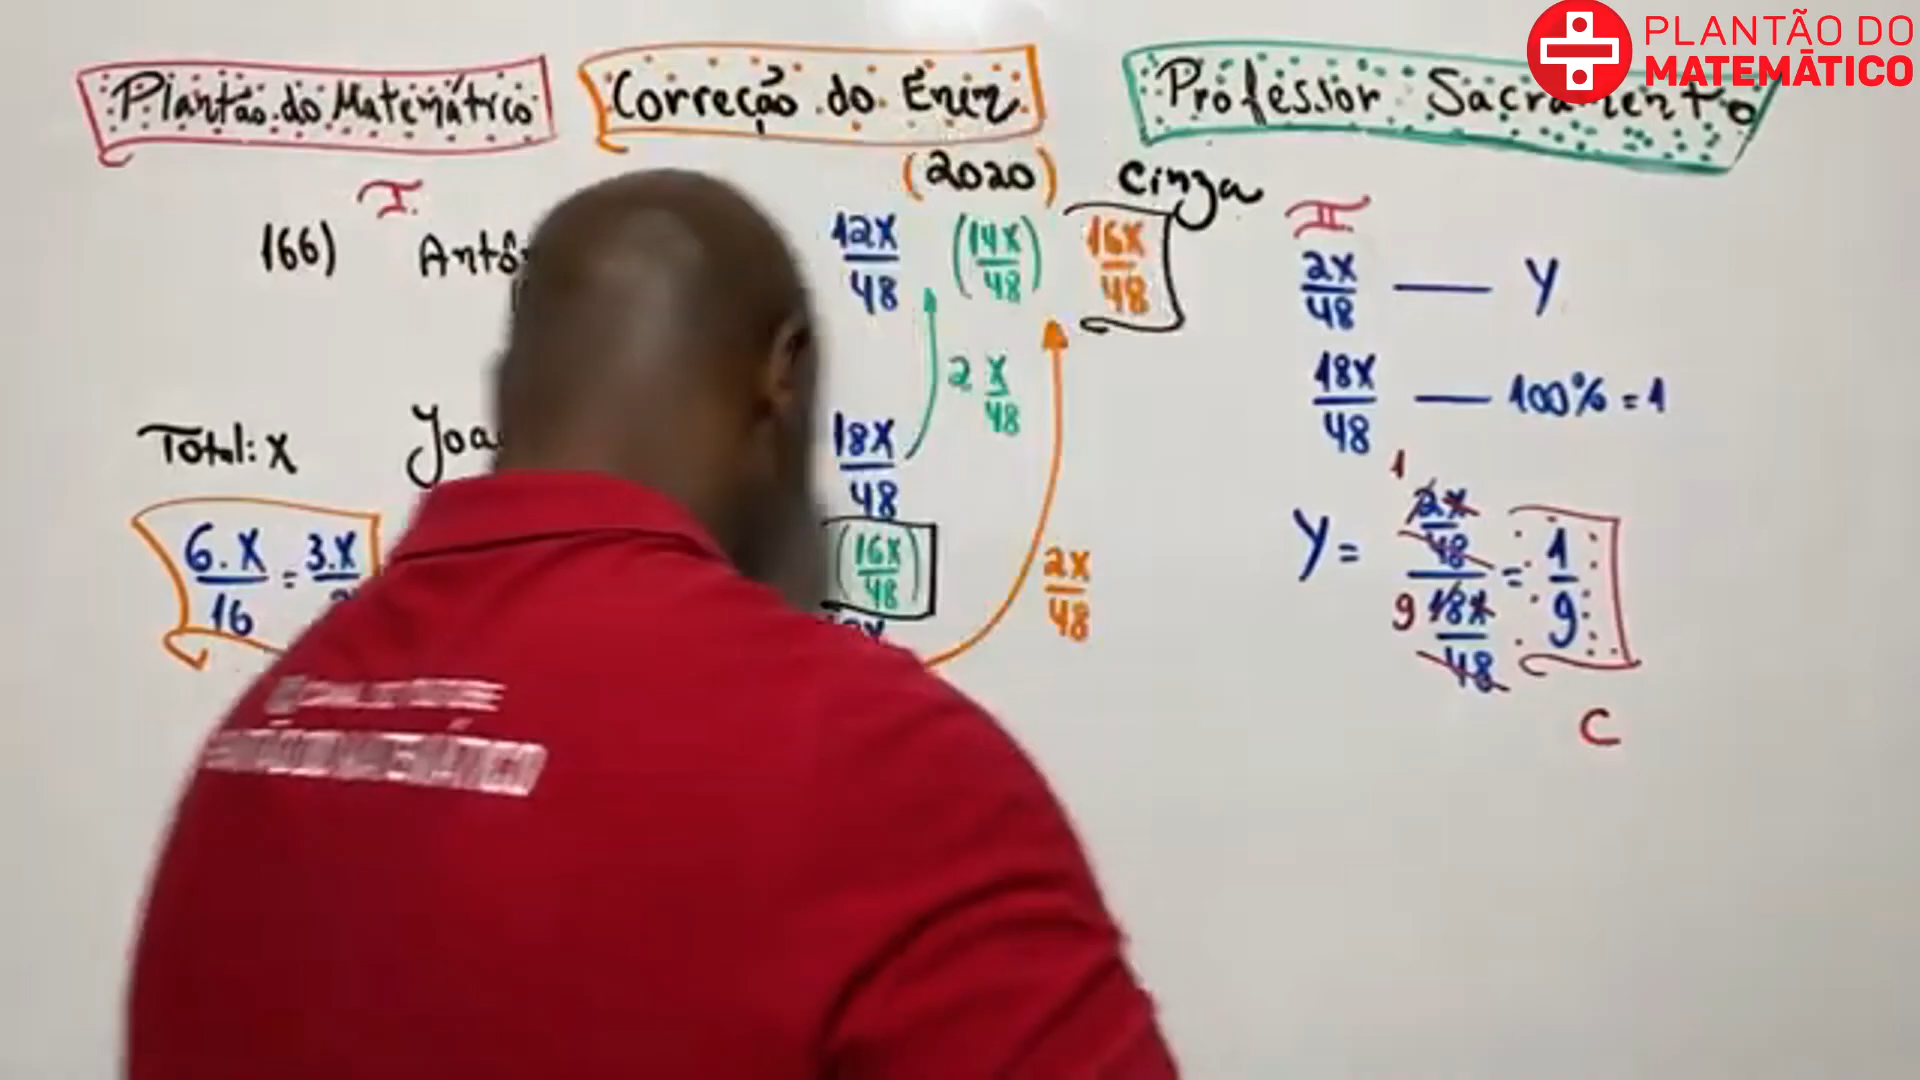 PLANTÃO DO
MATEMÁTICO
Plantão do Matemático
Correção do Enem
Professor Sacramento
(2020) Cinza
I
II
166)
12x/48 (14x/48) 16x/48
2x/48 — Y
2 x/48
18x/48 — 100% = 1
Total: X
18x/48
6.X/16 = 3.X
(16x/48)
2x/48
1
Y = 2x/48 / 18x/48 = 1/9
9
C